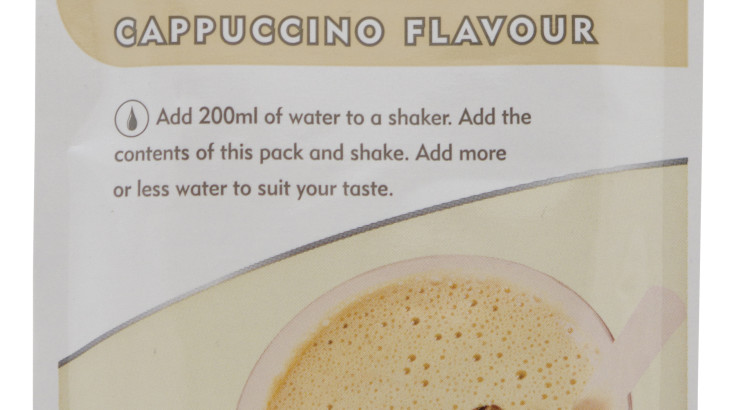 CAPPUCCINO FLAVOUR
Add 200ml of water to a shaker. Add the
contents of this pack and shake. Add more
or less water to suit your taste.